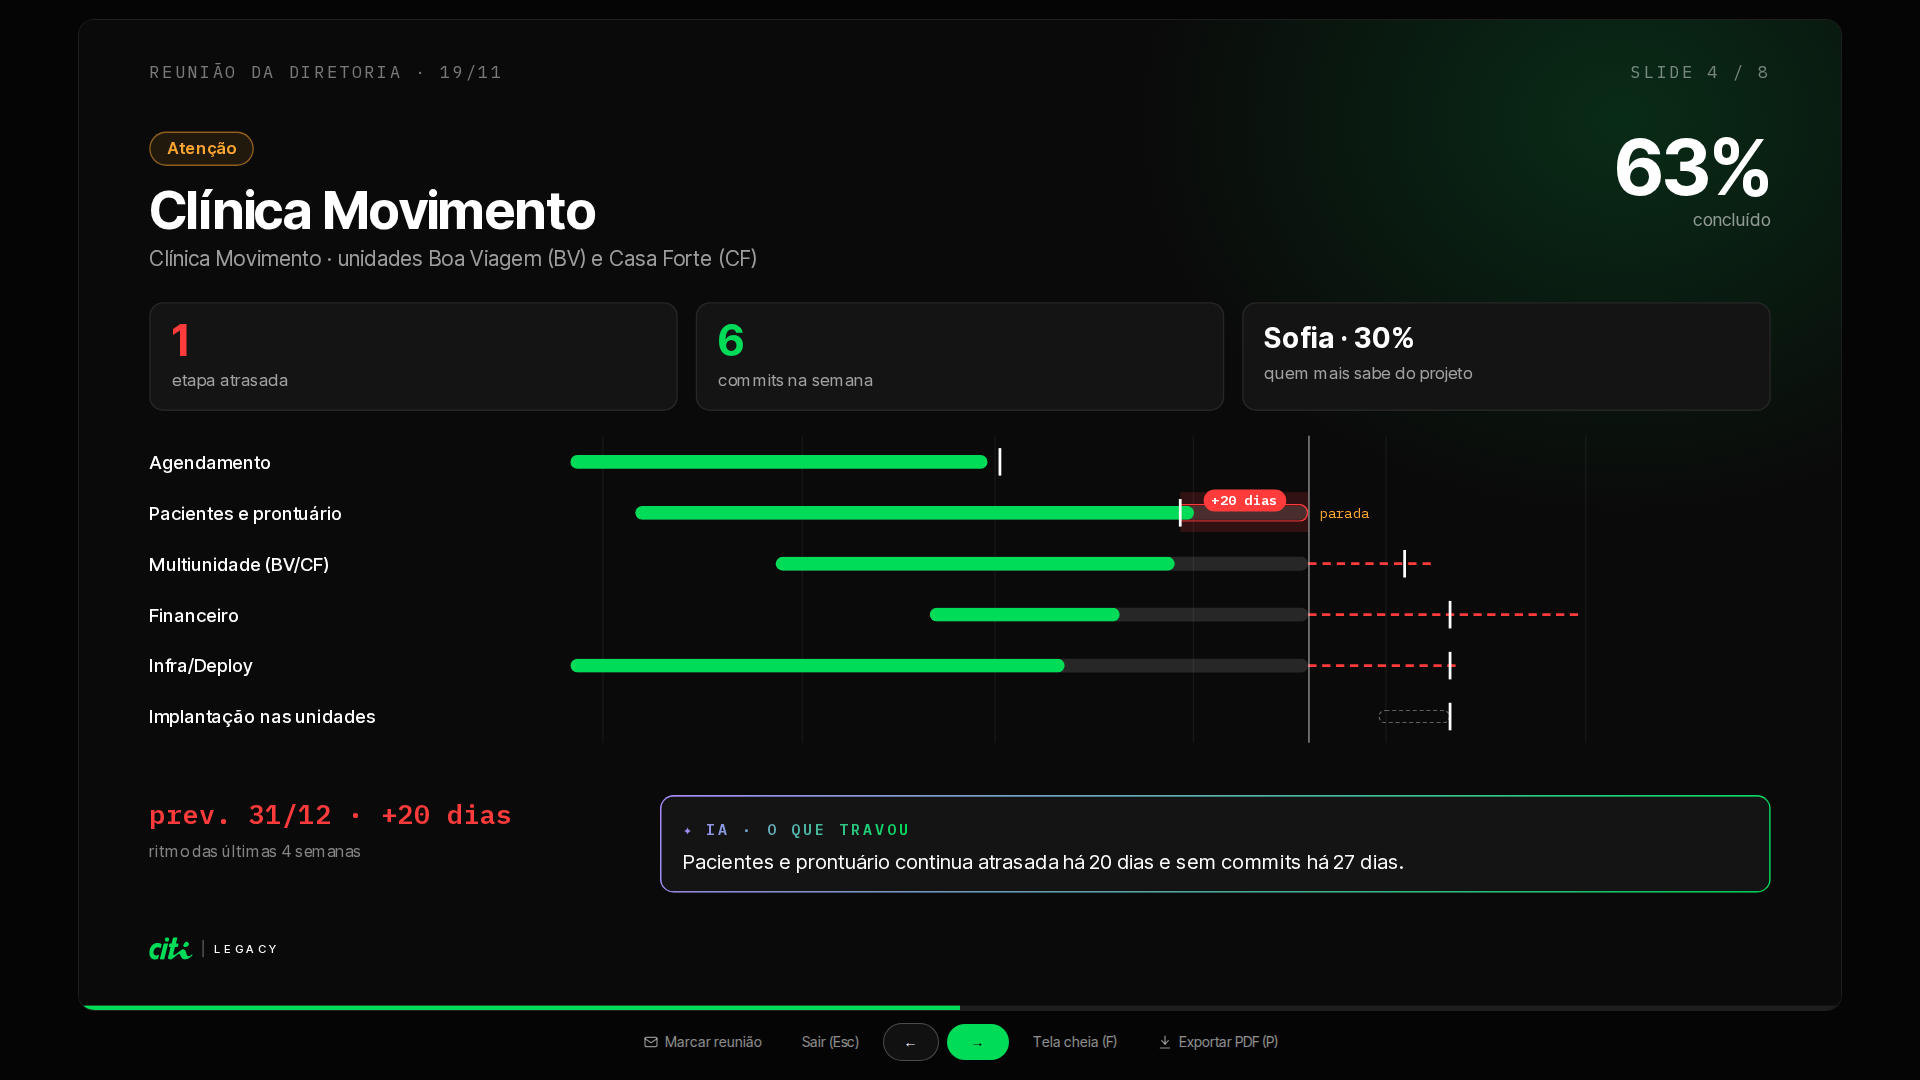 REUNIÃO DA DIRETORIA · 19/11
SLIDE 4 / 8
Atenção
63%
concluído
Clínica Movimento
Clínica Movimento · unidades Boa Viagem (BV) e Casa Forte (CF)
1
etapa atrasada
6
commits na semana
Sofia · 30%
quem mais sabe do projeto
Agendamento
Pacientes e prontuário
+20 dias
parada
Multiunidade (BV/CF)
Financeiro
Infra/Deploy
Implantação nas unidades
prev. 31/12 · +20 dias
ritmo das últimas 4 semanas
✦ IA · O QUE TRAVOU
Pacientes e prontuário continua atrasada há 20 dias e sem commits há 27 dias.
citi | LEGACY
Marcar reunião
Sair (Esc)
←
→
Tela cheia (F)
Exportar PDF (P)